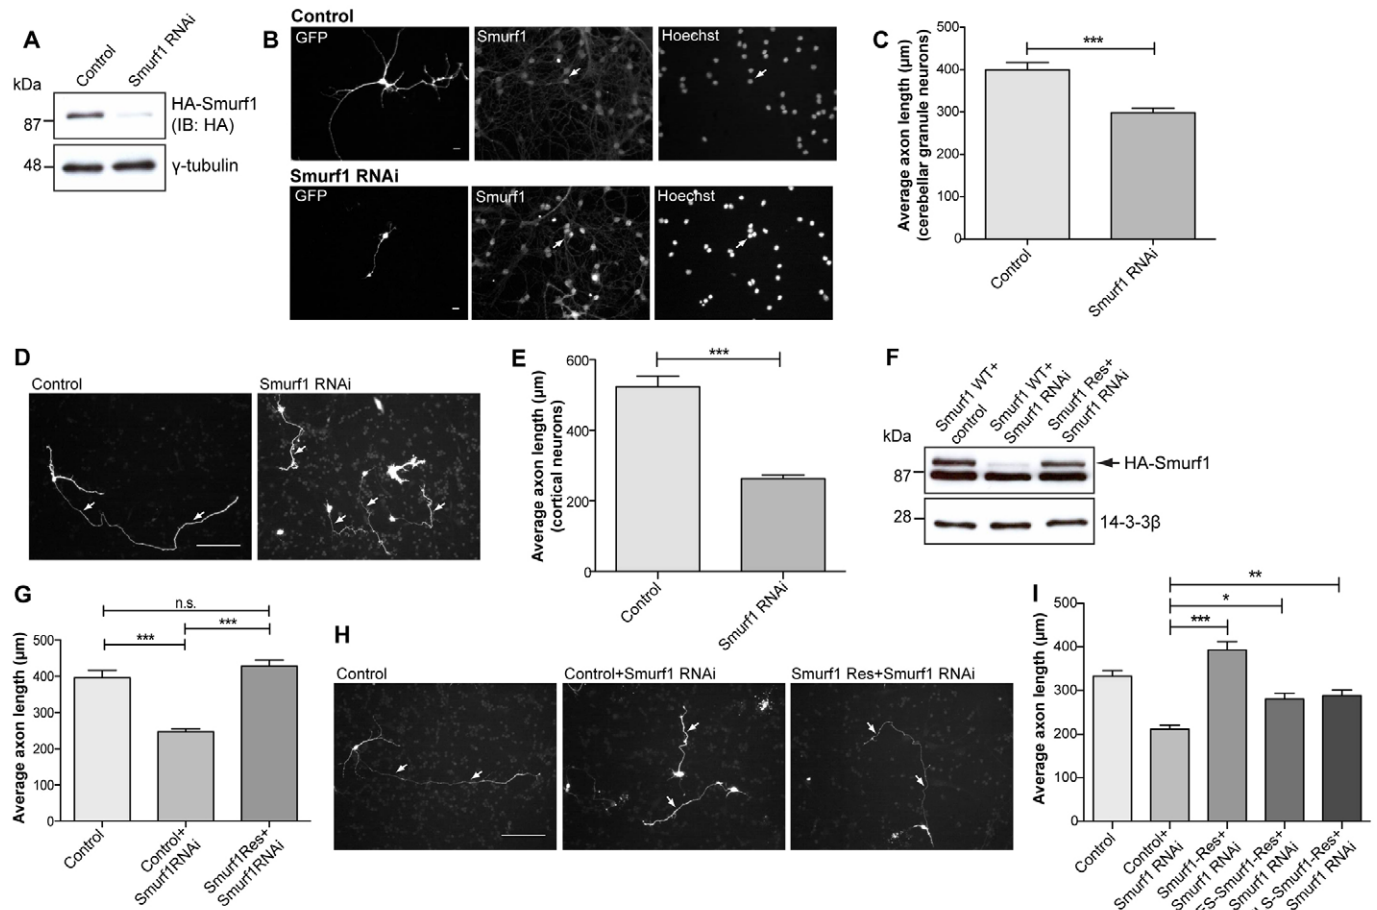 A
Control
Smurf1 RNAi
kDa
87
HA-Smurf1
(IB: HA)
48
γ-tubulin
B
Control
GFP
Smurf1
Hoechst
Smurf1 RNAi
GFP
Smurf1
Hoechst
C
Average axon length (µm)
(cerebellar granule neurons)
500
400
300
200
100
0
***
Control
Smurf1 RNAi
D
Control
Smurf1 RNAi
E
Average axon length (µm)
(cortical neurons)
600
400
200
0
***
Control
Smurf1 RNAi
F
Smurf1 WT+
control
Smurf1 WT+
Smurf1 RNAi
Smurf1 Res+
Smurf1 RNAi
kDa
87
HA-Smurf1
28
14-3-3β
G
Average axon length (µm)
500
400
300
200
100
0
n.s.
***
***
Control
Control+
Smurf1RNAi
Smurf1Res+
Smurf1RNAi
H
Control
Control+Smurf1 RNAi
Smurf1 Res+Smurf1 RNAi
I
Average axon length (µm)
500
400
300
200
100
0
**
*
***
Control
Control+
Smurf1 RNAi
Smurf1-Res+
Smurf1 RNAi
ES-Smurf1-Res+
Smurf1 RNAi
LS-Smurf1-Res+
Smurf1 RNAi